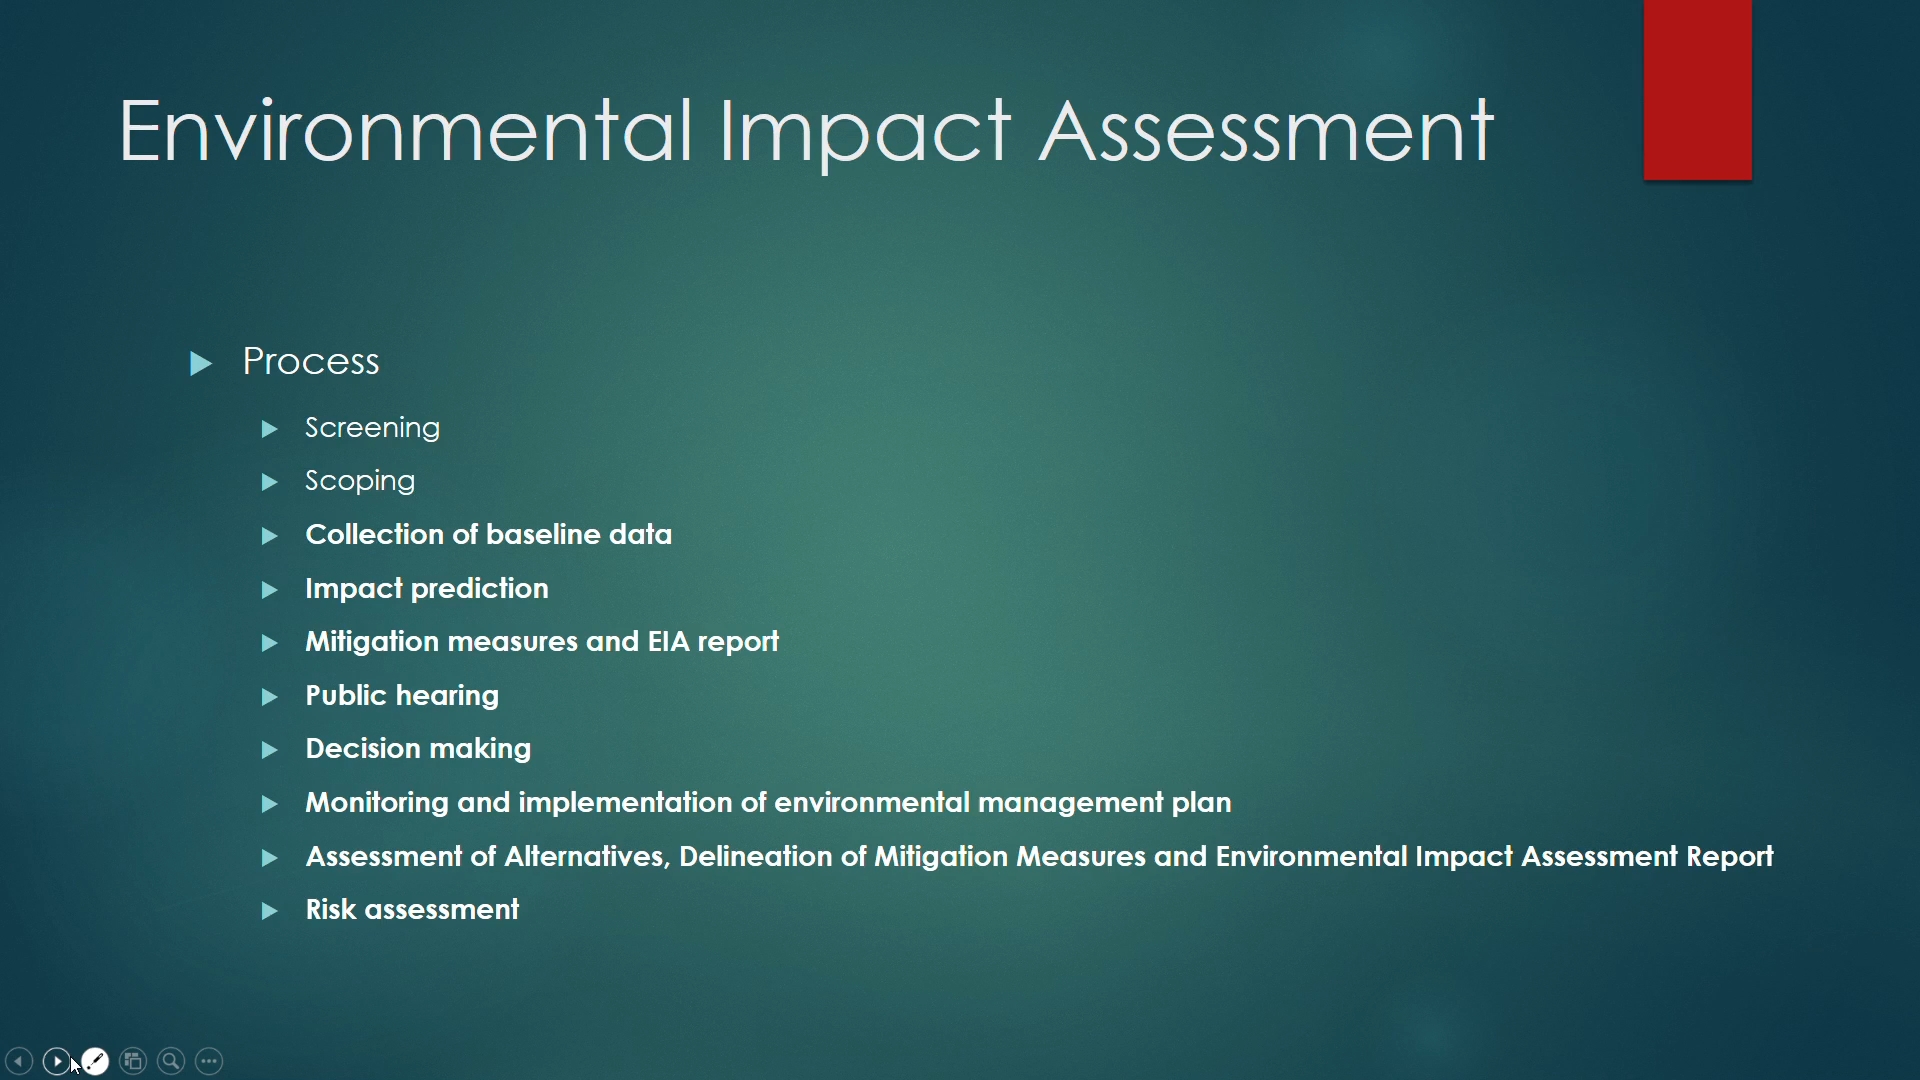 Environmental Impact Assessment
Process
Screening
Scoping
Collection of baseline data
Impact prediction
Mitigation measures and EIA report
Public hearing
Decision making
Monitoring and implementation of environmental management plan
Assessment of Alternatives, Delineation of Mitigation Measures and Environmental Impact Assessment Report
Risk assessment